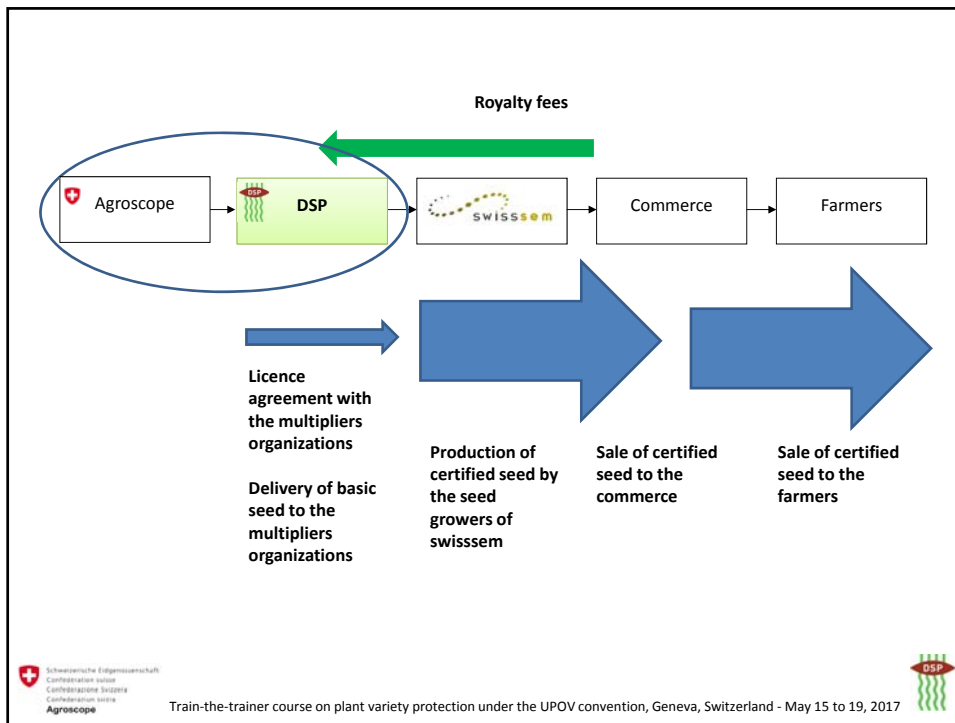 Royalty fees
Agroscope
DSP
DSP
swisssem
Commerce
Farmers
Licence
agreement with
the multipliers
organizations
Delivery of basic
seed to the
multipliers
organizations
Production of
certified seed by
the seed
growers of
swisssem
Sale of certified
seed to the
commerce
Sale of certified
seed to the
farmers
Schweizerische Eidgenossenschaft
Confédération suisse
Confederazione Svizzera
Confederaziun svizra
Agroscope
Train-the-trainer course on plant variety protection under the UPOV convention, Geneva, Switzerland - May 15 to 19, 2017
DSP